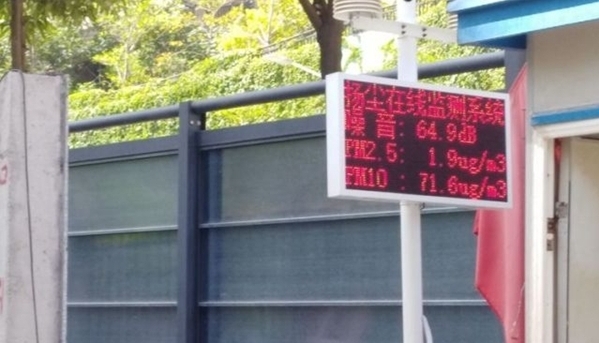 扬尘在线监测系统
噪 音: 64.9dB
PM2.5: 1.9ug/m3
PM10 : 71.6ug/m3